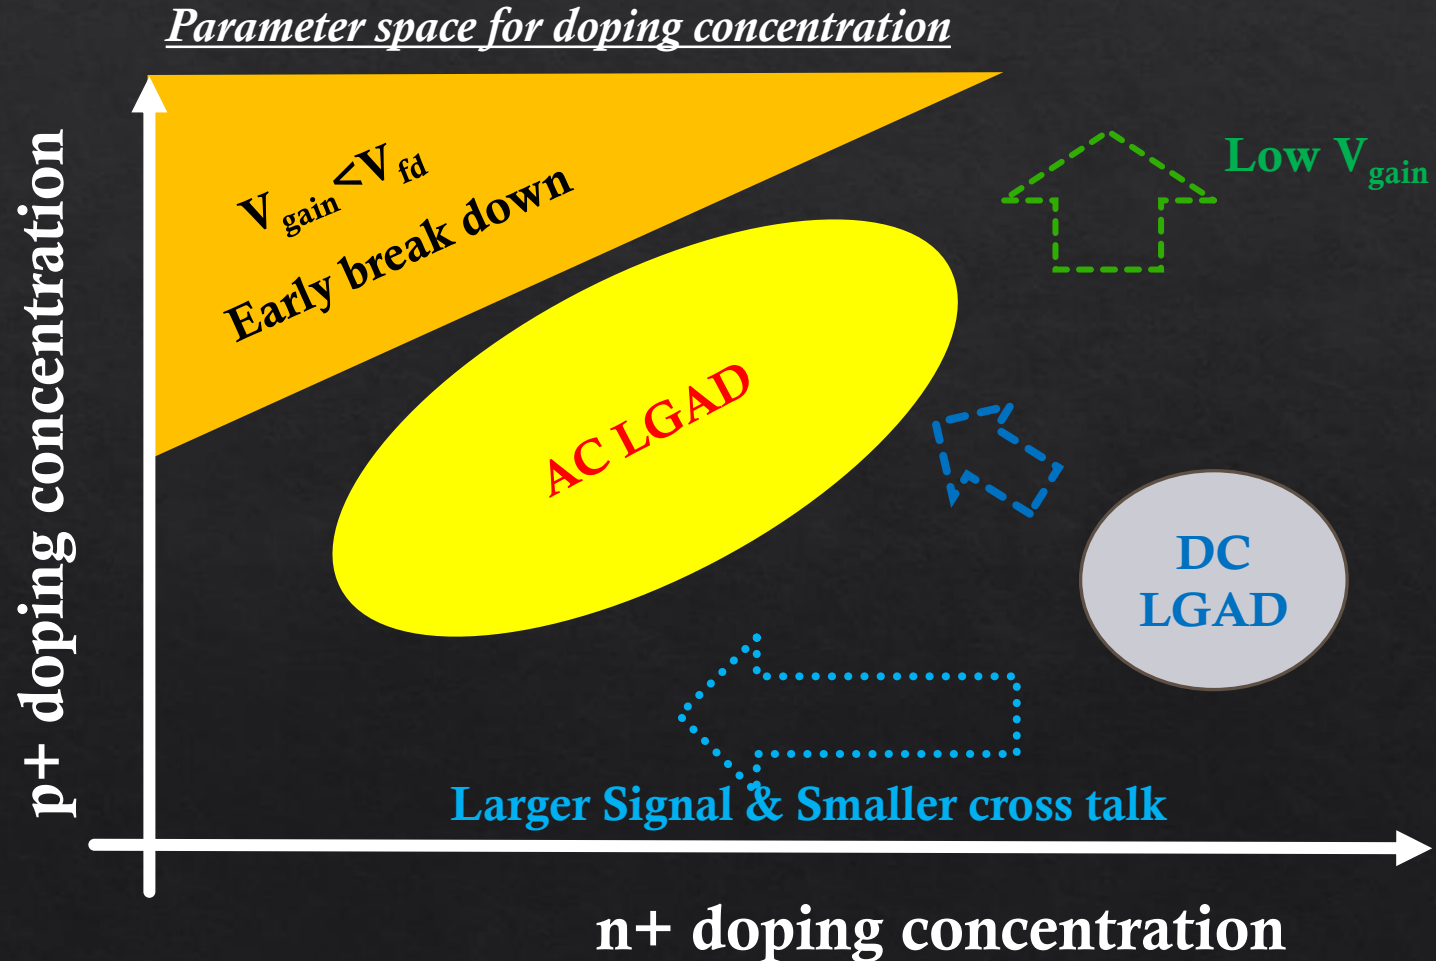 Parameter space for doping concentration
p+ doping concentration
V gain <V fd
Early break down
Low V gain
AC LGAD
DC
LGAD
Larger Signal & Smaller cross talk
n+ doping concentration